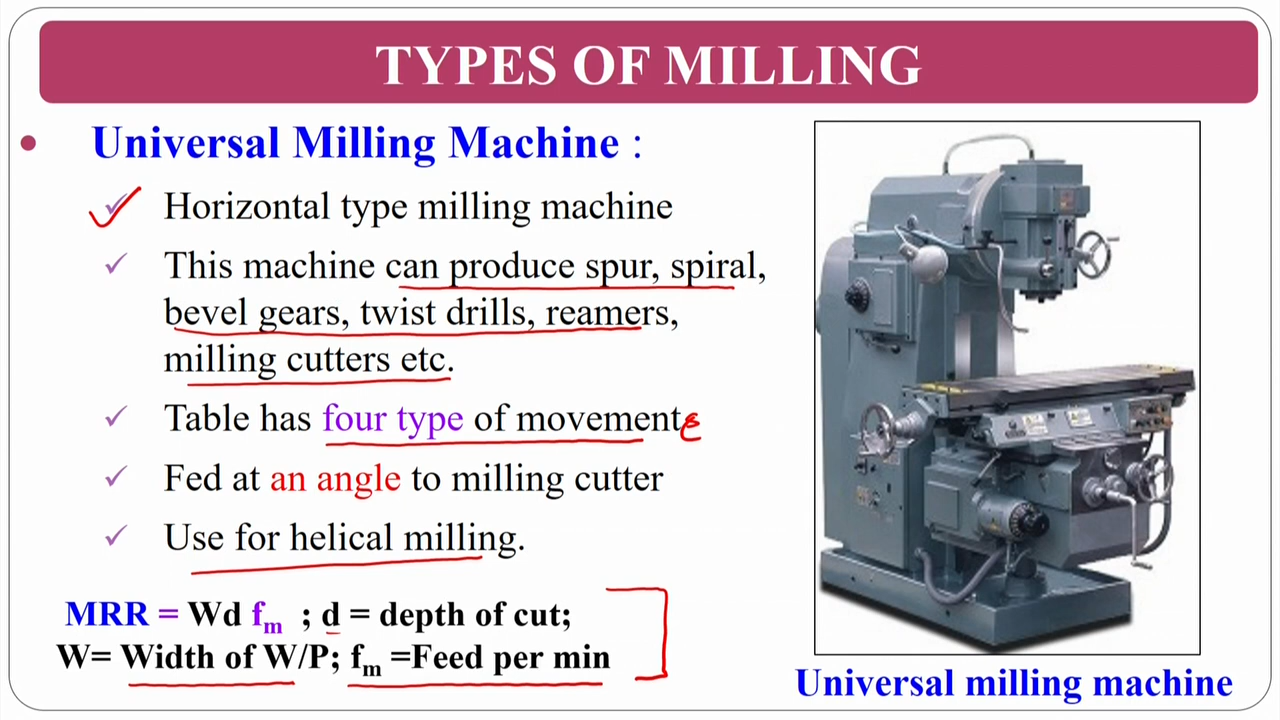 TYPES OF MILLING
Universal Milling Machine :
Horizontal type milling machine
This machine can produce spur, spiral,
bevel gears, twist drills, reamers,
milling cutters etc.
Table has four type of movements
Fed at an angle to milling cutter
Use for helical milling.
MRR = Wd fm ; d = depth of cut;
W= Width of W/P; fm =Feed per min
Universal milling machine